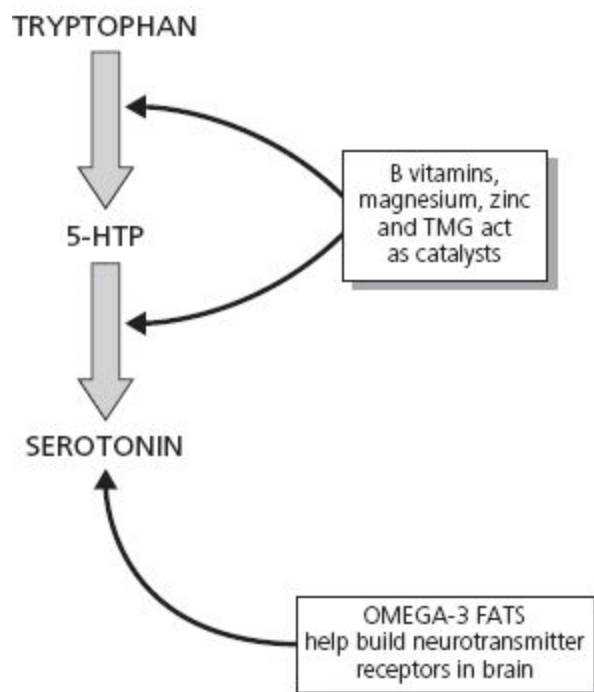 TRYPTOPHAN
B vitamins,
magnesium, zinc
and TMG act
as catalysts
5-HTP
SEROTONIN
OMEGA-3 FATS
help build neurotransmitter
receptors in brain